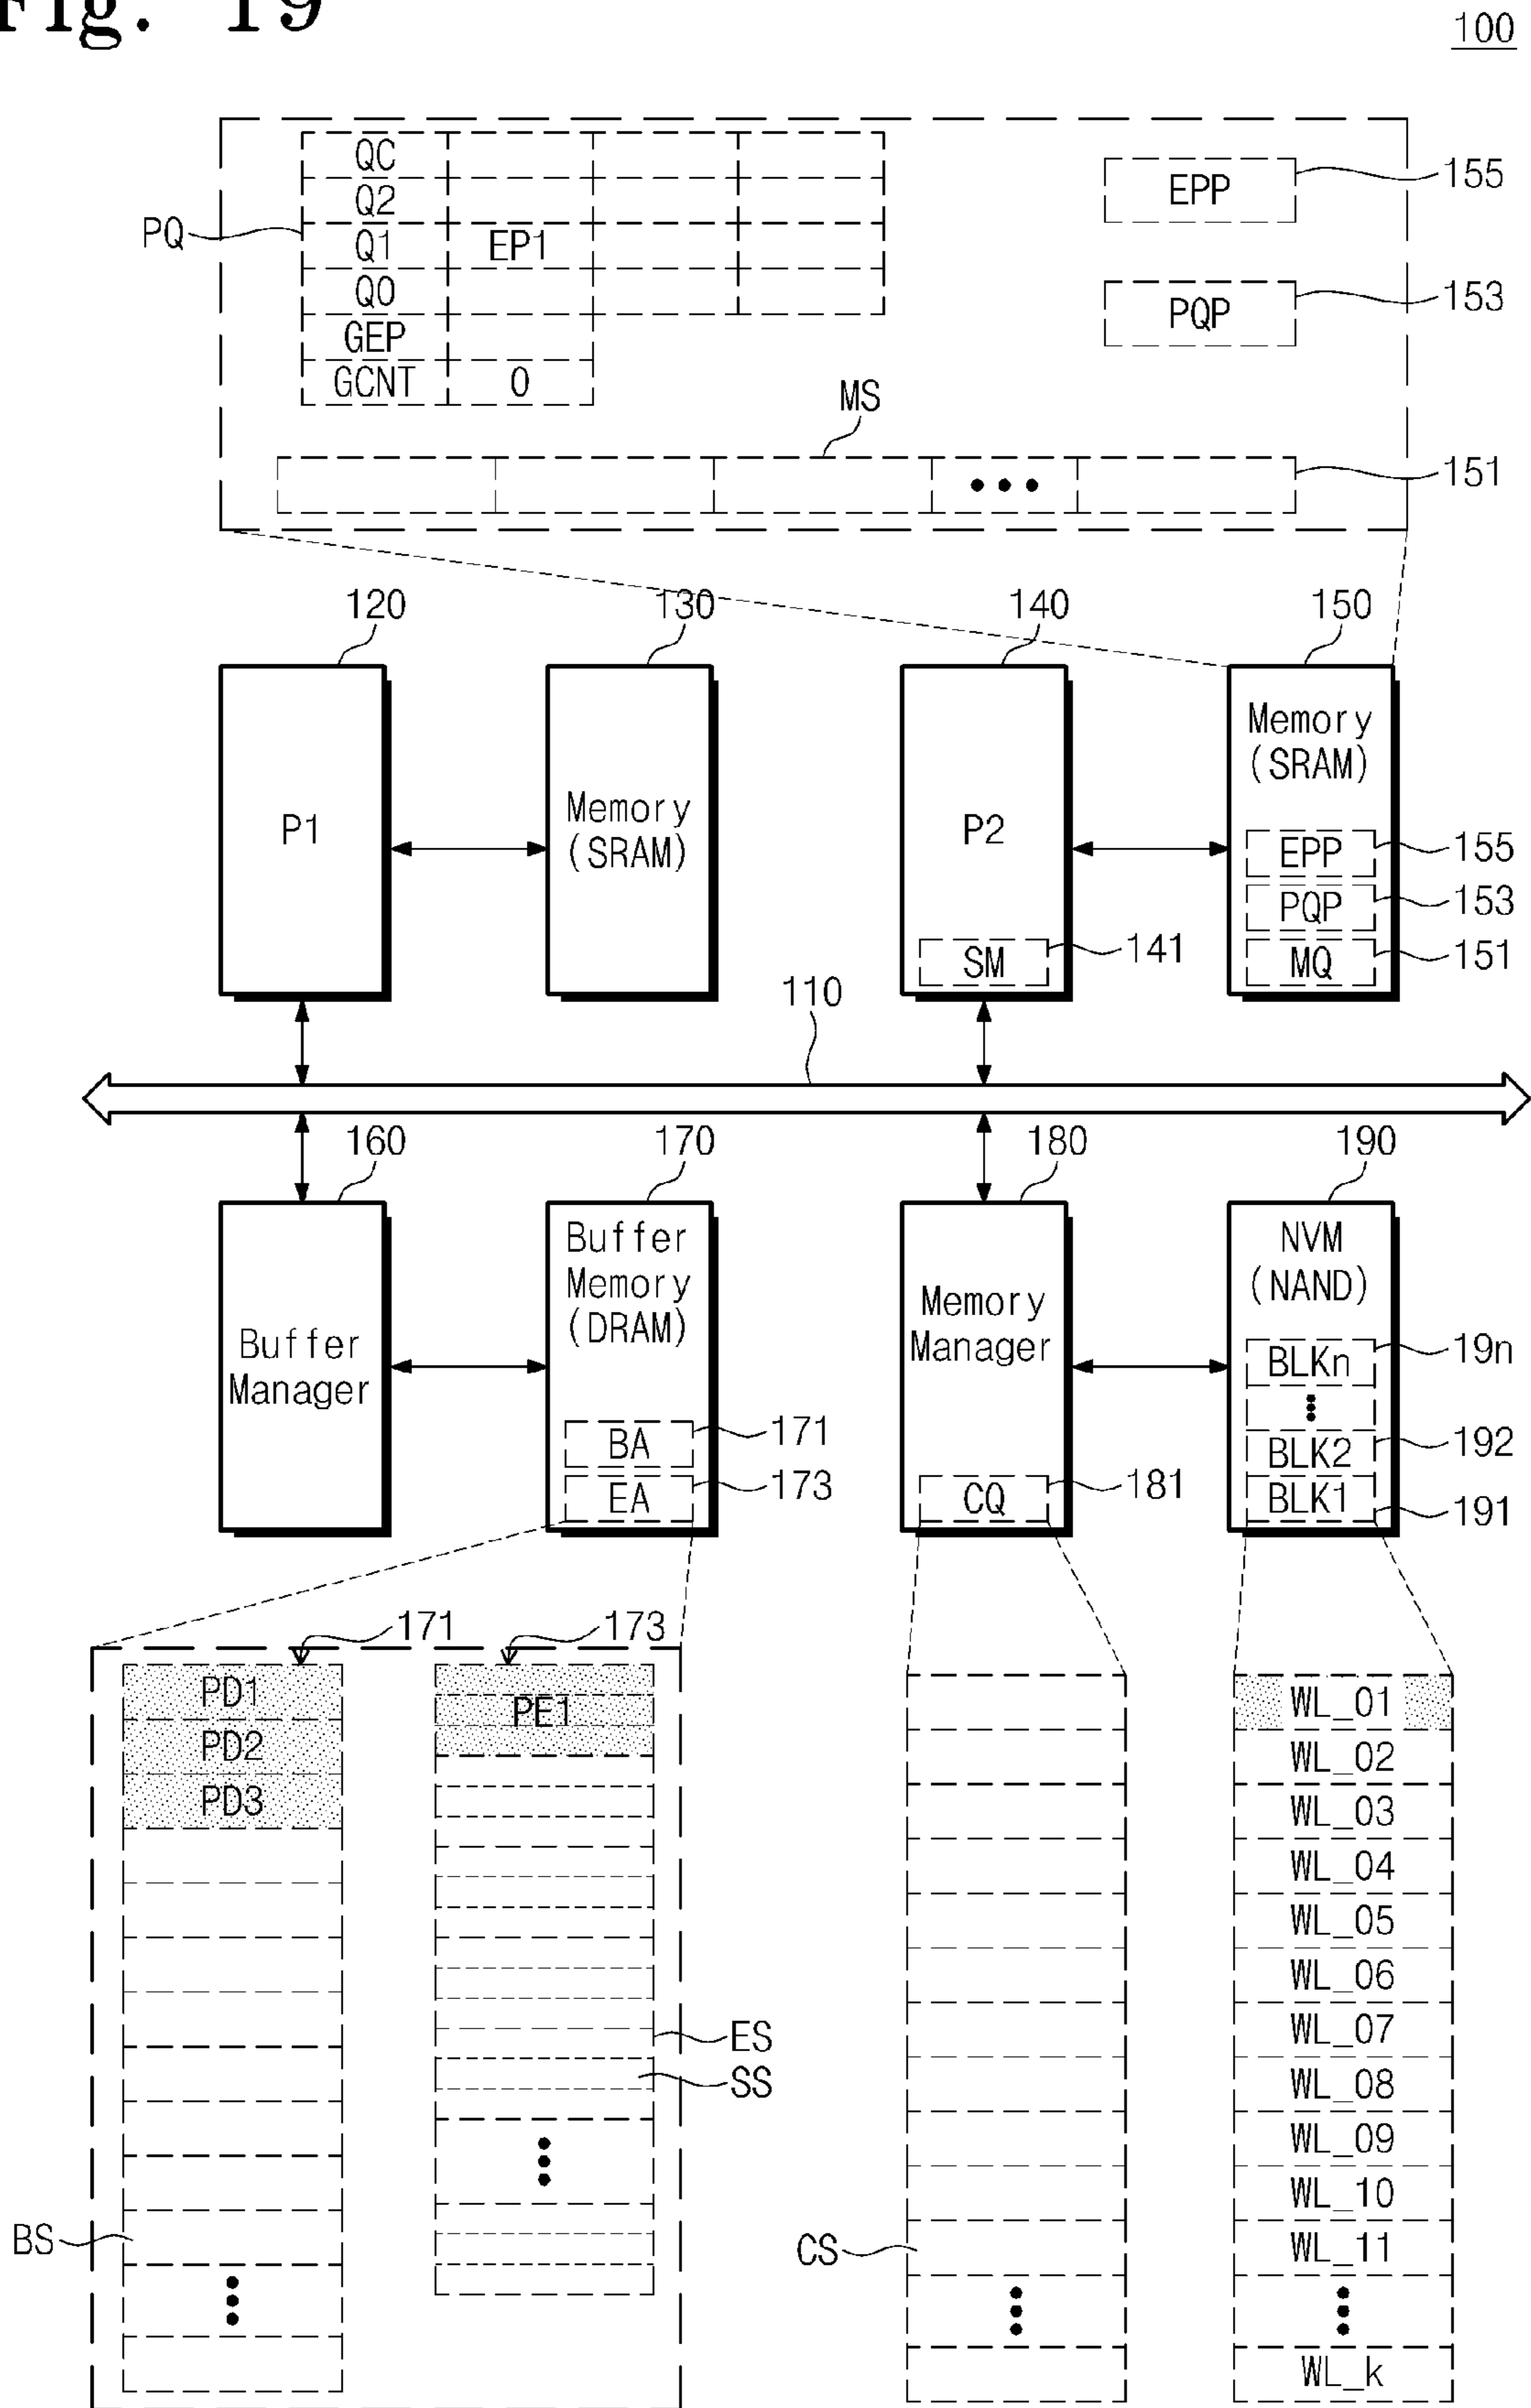 Fig. 19
100
QC
Q2
PQ
Q1
EP1
Q0
GEP
GCNT
0
EPP
155
PQP
153
MS
151
120
130
140
150
P1
Memory
(SRAM)
P2
SM
141
Memory
(SRAM)
EPP
155
PQP
153
MQ
151
110
160
170
180
190
Buffer
Manager
Buffer
Memory
(DRAM)
BA
171
EA
173
Memory
Manager
CQ
181
NVM
(NAND)
BLKn
19n
BLK2
192
BLK1
191
171
173
PD1
PD2
PD3
PE1
ES
SS
BS
CS
WL_01
WL_02
WL_03
WL_04
WL_05
WL_06
WL_07
WL_08
WL_09
WL_10
WL_11
WL_k